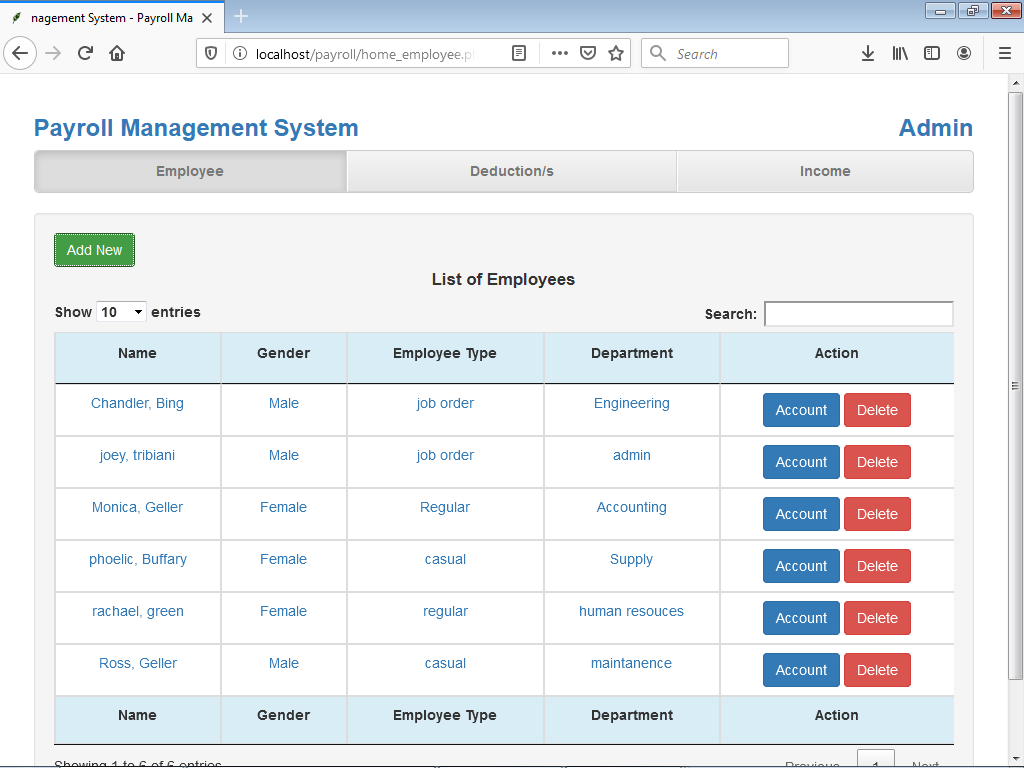 nagement System - Payroll Ma
localhost/payroll/home_employee.p
Search
Payroll Management System Admin
Employee Deduction/s Income
Add New
List of Employees
Show 10 entries Search:
Name Gender Employee Type Department Action
Chandler, Bing Male job order Engineering Account Delete
joey, tribiani Male job order admin Account Delete
Monica, Geller Female Regular Accounting Account Delete
phoelic, Buffary Female casual Supply Account Delete
rachael, green Female regular human resouces Account Delete
Ross, Geller Male casual maintanence Account Delete
Name Gender Employee Type Department Action
Showing 1 to 6 of 6 entries Previous 1 Next